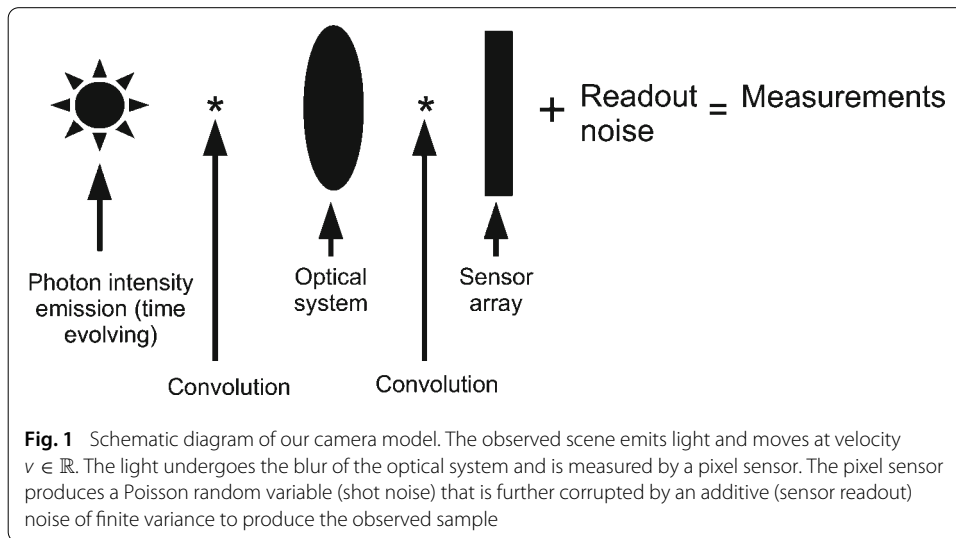 * * + Readout = Measurements
noise
Photon intensity
emission (time
evolving)
Optical
system
Sensor
array
Convolution
Convolution
Fig. 1 Schematic diagram of our camera model. The observed scene emits light and moves at velocity
v ∈ ℝ. The light undergoes the blur of the optical system and is measured by a pixel sensor. The pixel sensor
produces a Poisson random variable (shot noise) that is further corrupted by an additive (sensor readout)
noise of finite variance to produce the observed sample